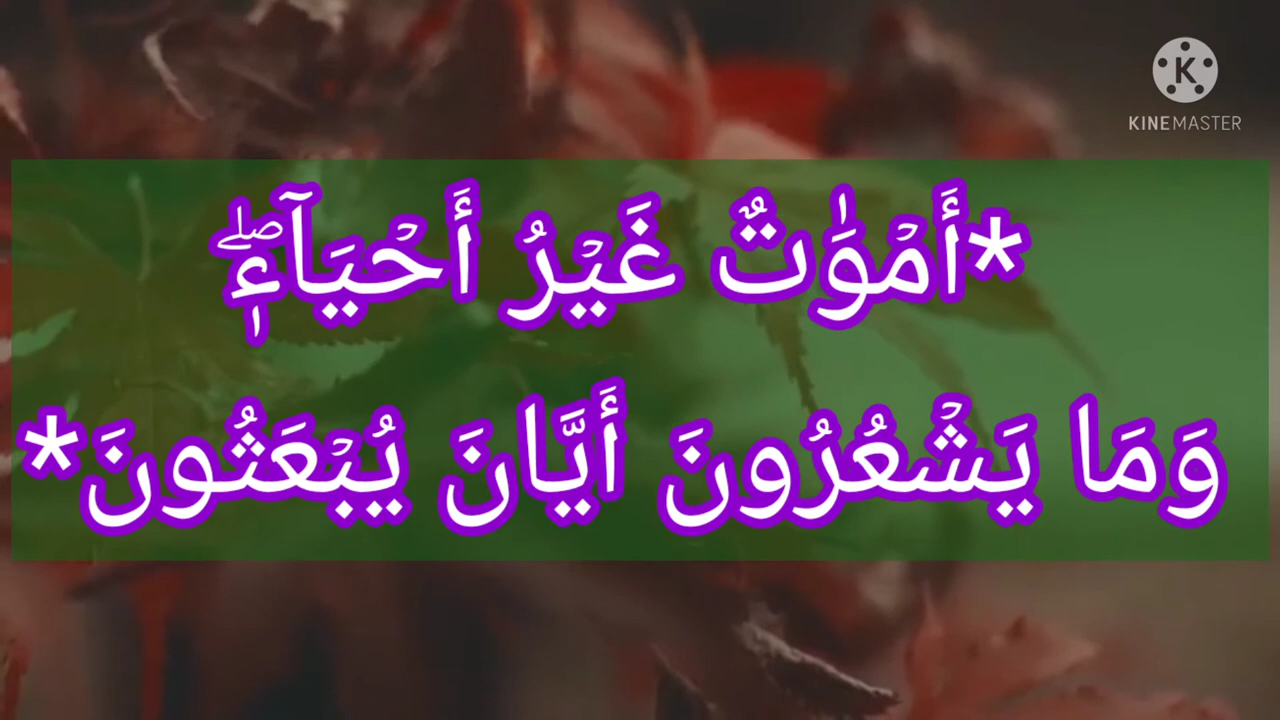 KINEMASTER
*أَمْوَٰتٌ غَيْرُ أَحْيَآءٍۖ
وَمَا يَشْعُرُونَ أَيَّانَ يُبْعَثُونَ*